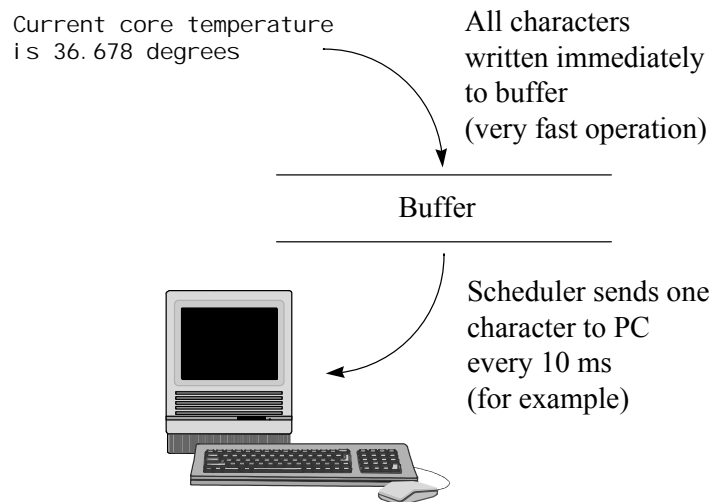 Current core temperature
is 36.678 degrees
All characters
written immediately
to buffer
(very fast operation)
Buffer
Scheduler sends one
character to PC
every 10 ms
(for example)